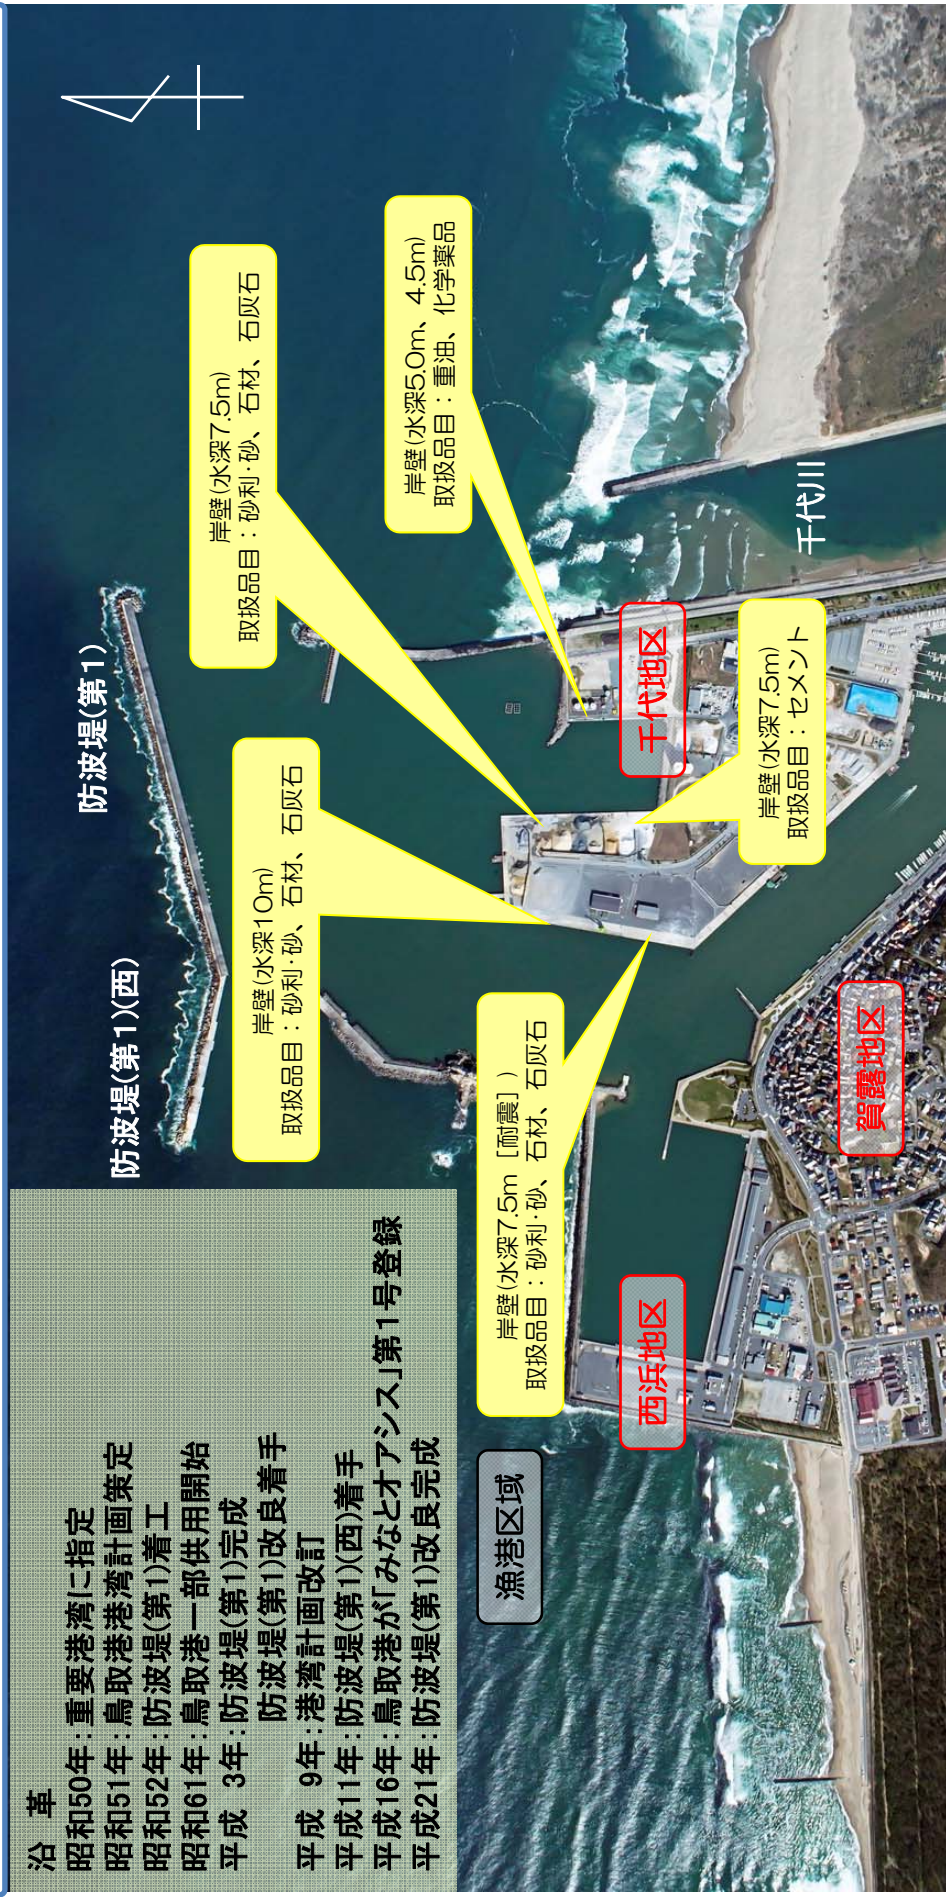 沿 革
昭和50年：重要港湾に指定
昭和51年：鳥取港港湾計画策定
昭和52年：防波堤(第1)着工
昭和61年：鳥取港一部供用開始
平成 3年：防波堤(第1)完成
防波堤(第1)改良着手
平成 9年：港湾計画改訂
平成11年：防波堤(第1)(西)着手
平成16年：鳥取港が「みなとオアシス」第1号登録
平成21年：防波堤(第1)改良完成
防波堤(第1)(西)
防波堤(第1)
岸壁(水深10m)
取扱品目：砂利･砂、石材、石灰石
岸壁(水深7.5m)
取扱品目：砂利･砂、石材、石灰石
岸壁(水深5.0m、4.5m)
取扱品目：重油、化学薬品
岸壁(水深7.5m［耐震］)
取扱品目：砂利･砂、石材、石灰石
漁港区域
西浜地区
千代地区
岸壁(水深7.5m)
取扱品目：セメント
千代川
賀露地区